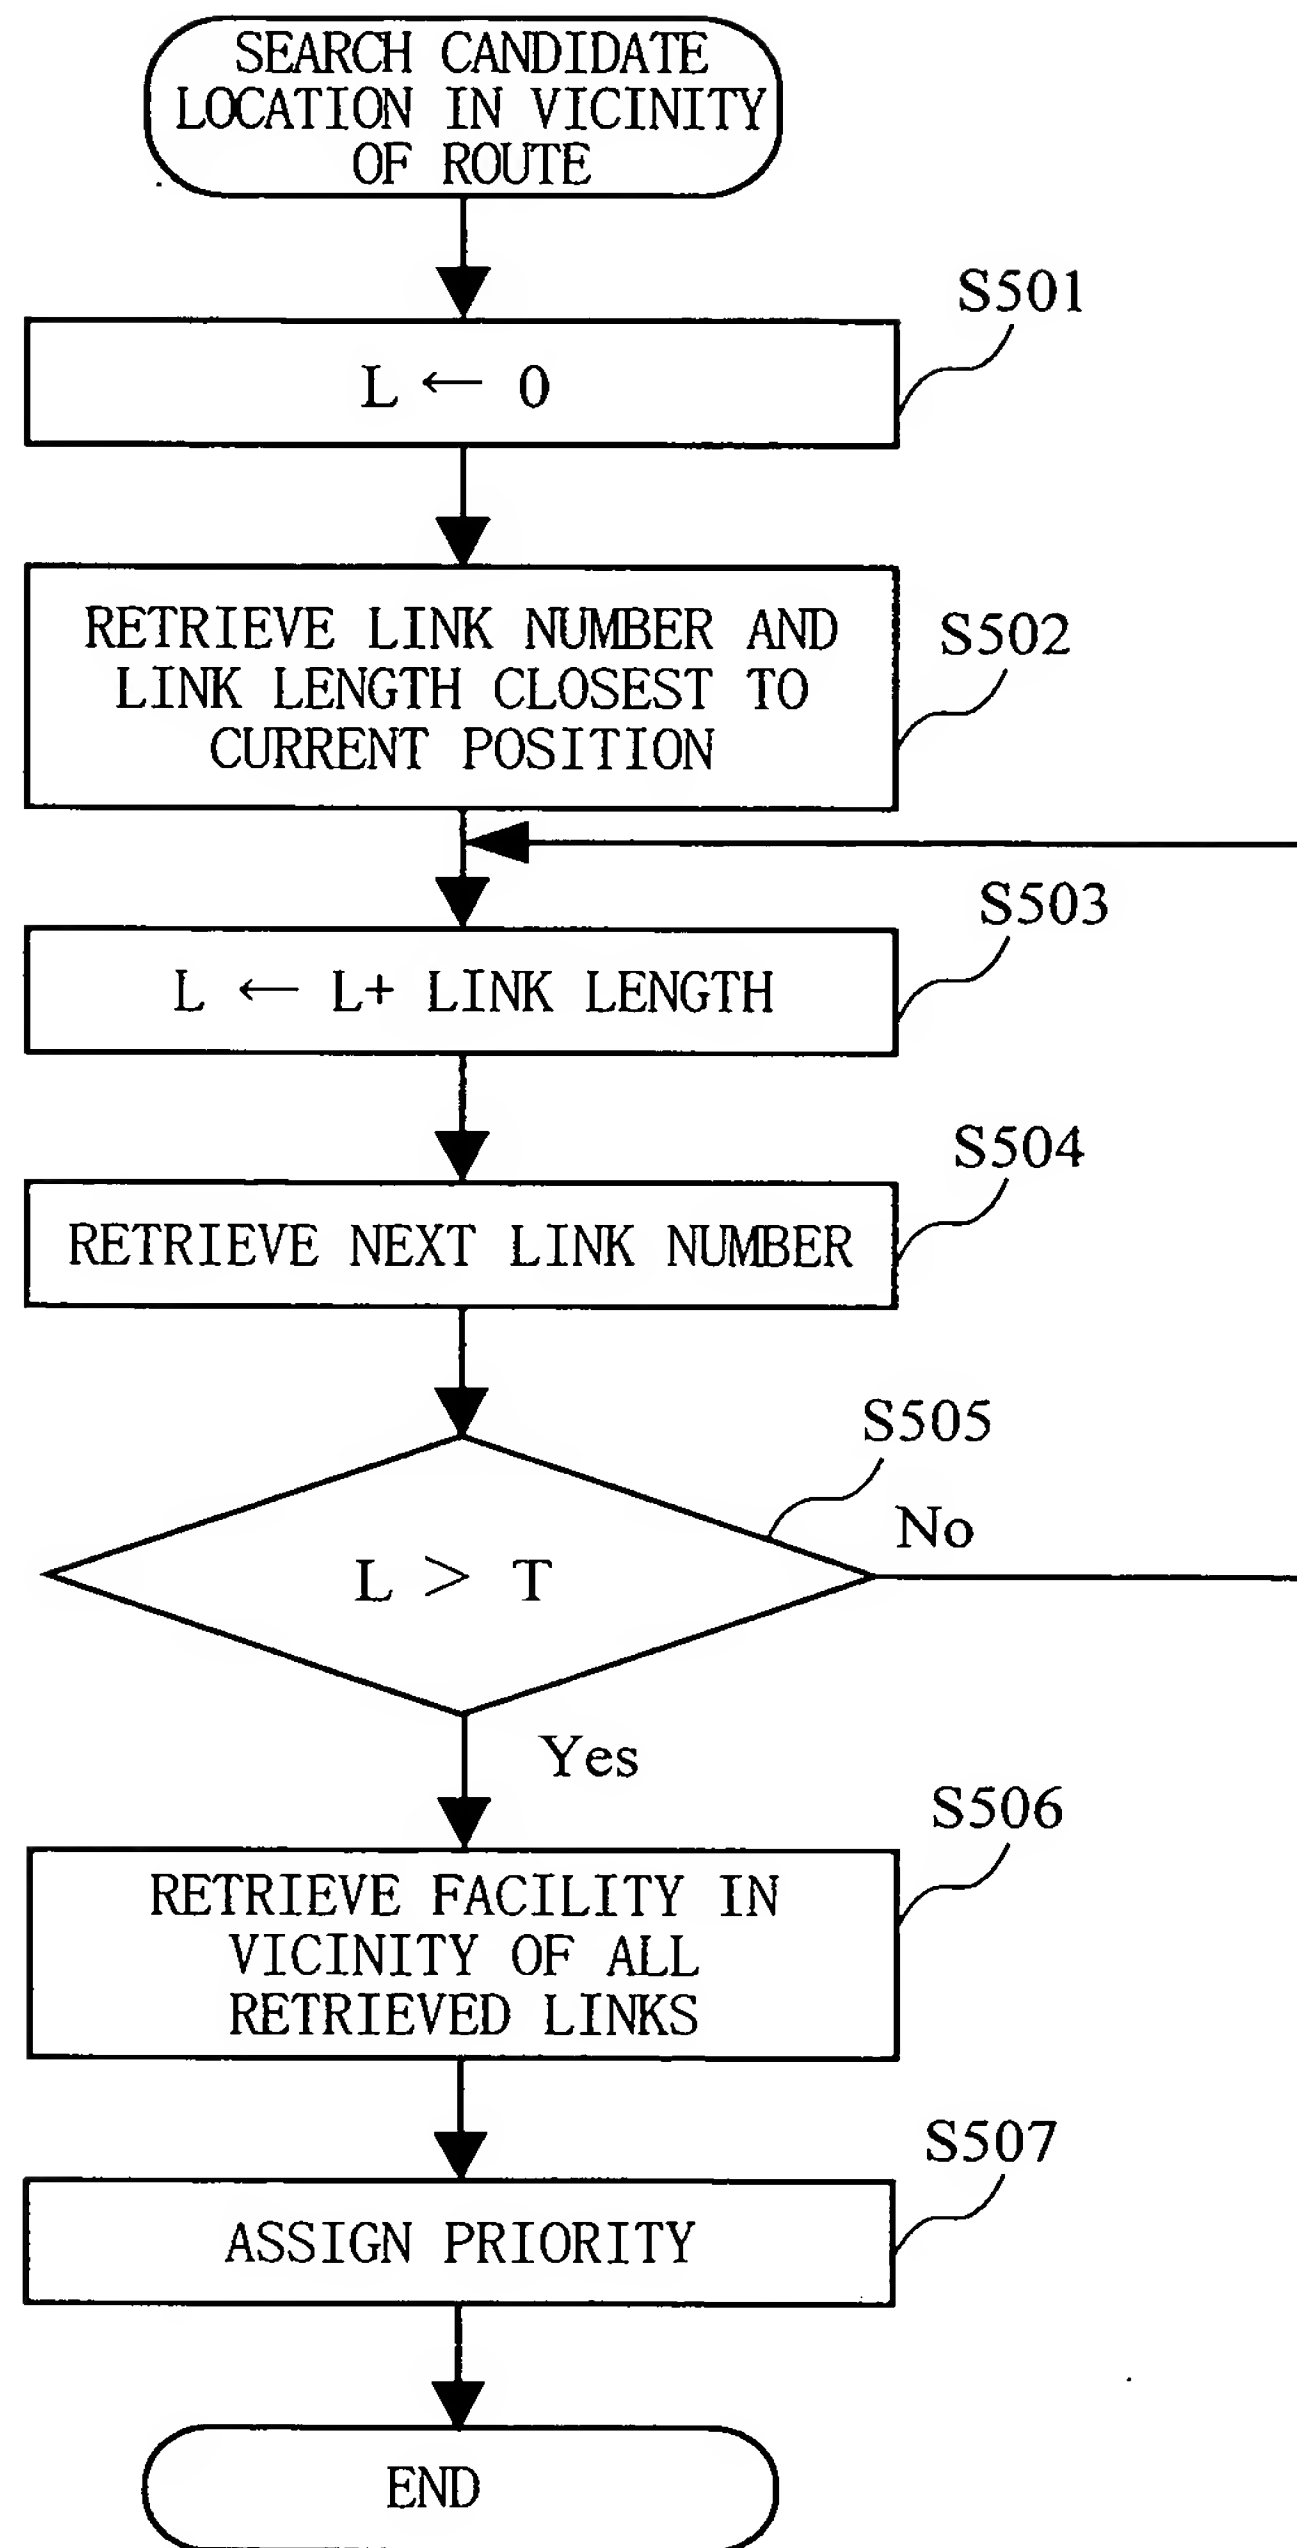 SEARCH CANDIDATE
LOCATION IN VICINITY
OF ROUTE
S501
L ← 0
S502
RETRIEVE LINK NUMBER AND
LINK LENGTH CLOSEST TO
CURRENT POSITION
S503
L ← L+ LINK LENGTH
S504
RETRIEVE NEXT LINK NUMBER
S505
No
L > T
Yes
S506
RETRIEVE FACILITY IN
VICINITY OF ALL
RETRIEVED LINKS
S507
ASSIGN PRIORITY
END